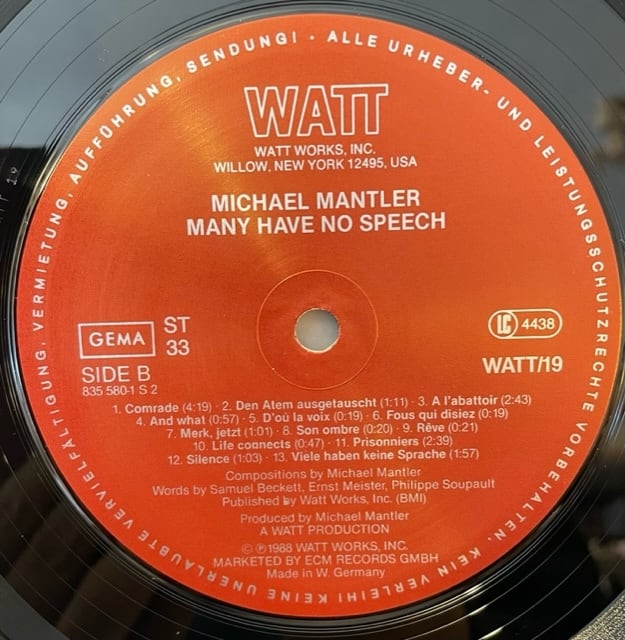 WATT
WATT WORKS, INC.
WILLOW, NEW YORK 12495, USA
MICHAEL MANTLER
MANY HAVE NO SPEECH
GEMA
ST
33
SIDE B
835 580-1 S 2
LC 4438
WATT/19
1. Comrade (4:19) · 2. Den Atem ausgetauscht (1:11) · 3. A l'abattoir (2:43)
4. And what (0:57) · 5. D'où la voix (0:19) · 6. Fous qui disiez (0:19)
7. Merk, jetzt (1:01) · 8. Son ombre (0:20) · 9. Rêve (0:21)
10. Life connects (0:47) · 11. Prisonniers (2:39)
12. Silence (1:03) · 13. Viele haben keine Sprache (1:57)
Compositions by Michael Mantler
Words by Samuel Beckett, Ernst Meister, Philippe Soupault
Published by Watt Works, Inc. (BMI)
Produced by Michael Mantler
A WATT PRODUCTION
© ℗ 1988 WATT WORKS, INC.
MARKETED BY ECM RECORDS GMBH
Made in W. Germany
ALLE URHEBER- UND LEISTUNGSSCHUTZRECHTE VORBEHALTEN. KEIN VERLEIH! KEINE UNERLAUBTE VERVIELFÄLTIGUNG, VERMIETUNG, AUFFÜHRUNG, SENDUNG! ·